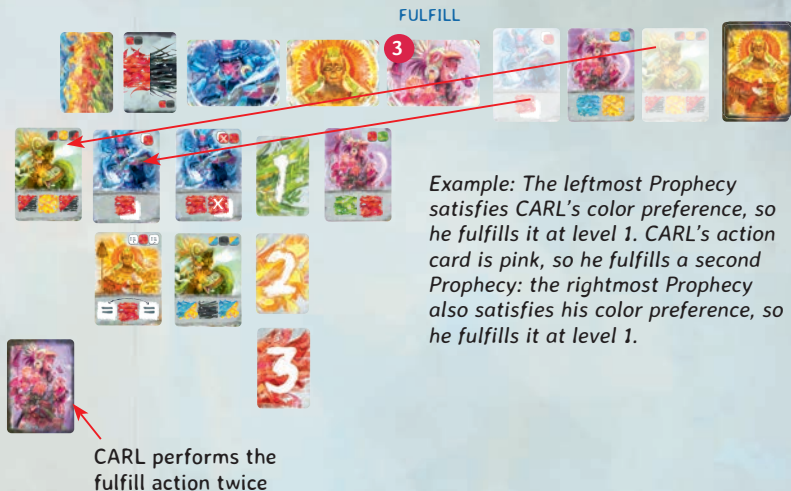 FULFILL
3
1
Example: The leftmost Prophecy
satisfies CARL's color preference, so
he fulfills it at level 1. CARL's action
card is pink, so he fulfills a second
Prophecy: the rightmost Prophecy
also satisfies his color preference, so
he fulfills it at level 1.
2
3
CARL performs the
fulfill action twice